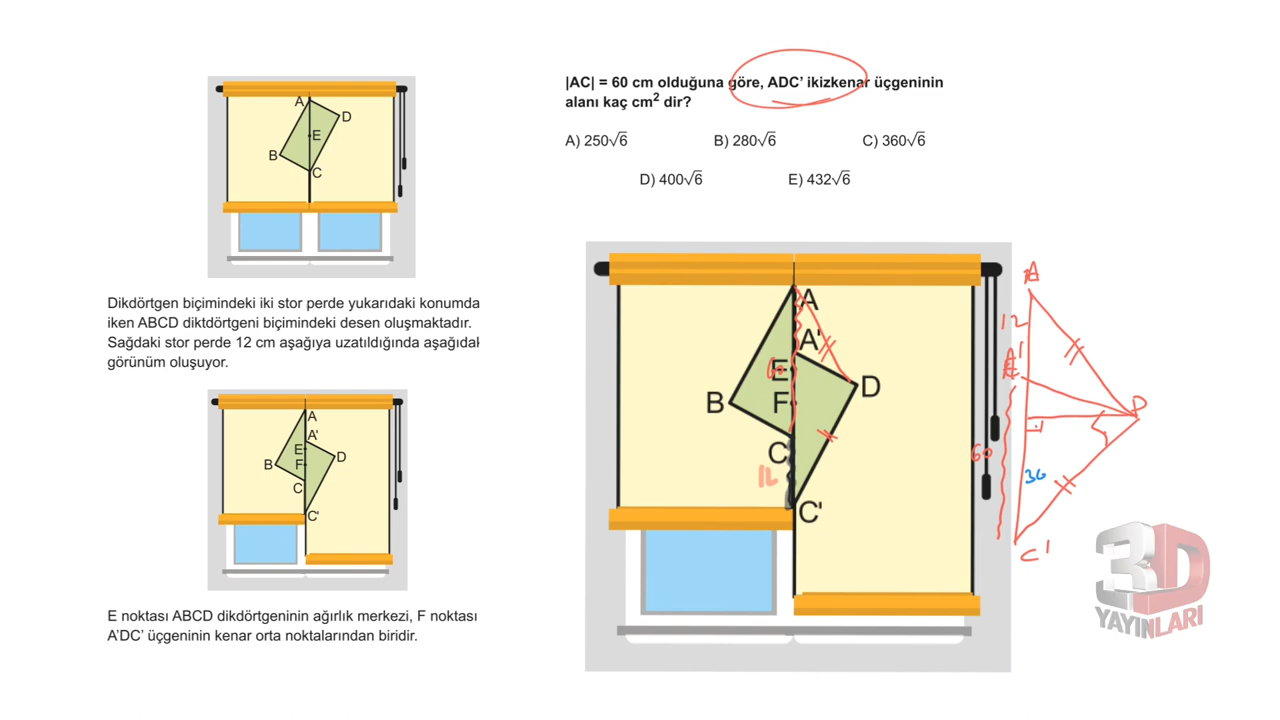 A
D
E
B
C
Dikdörtgen biçimindeki iki stor perde yukarıdaki konumda
iken ABCD diktdörtgeni biçimindeki desen oluşmaktadır.
Sağdaki stor perde 12 cm aşağıya uzatıldığında aşağıdal
görünüm oluşuyor.
A
A'
E
D
B
F
C
C'
E noktası ABCD dikdörtgeninin ağırlık merkezi, F noktası
A'DC' üçgeninin kenar orta noktalarından biridir.
|AC| = 60 cm olduğuna göre, ADC' ikizkenar üçgeninin
alanı kaç cm² dir?
A) 250√6 B) 280√6 C) 360√6
D) 400√6 E) 432√6
A
A'
E
60
D
B
F
C
12
C'
A
12
A'
D
60
36
C'
3D
YAYINLARI